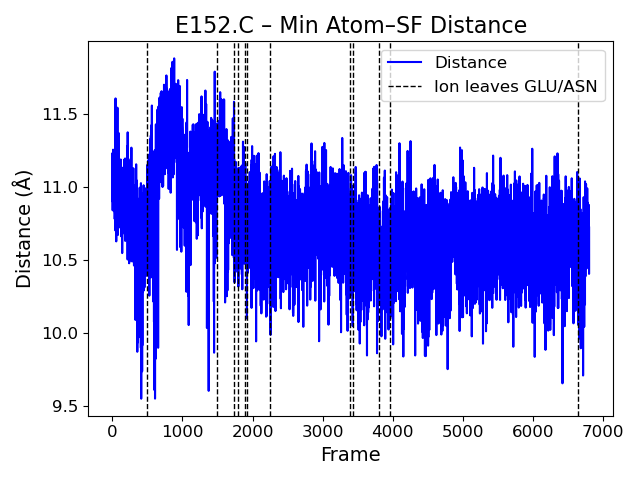 E152.C – Min Atom–SF Distance
Distance
Ion leaves GLU/ASN
Distance (Å)
11.5
11.0
10.5
10.0
9.5
0 1000 2000 3000 4000 5000 6000 7000
Frame